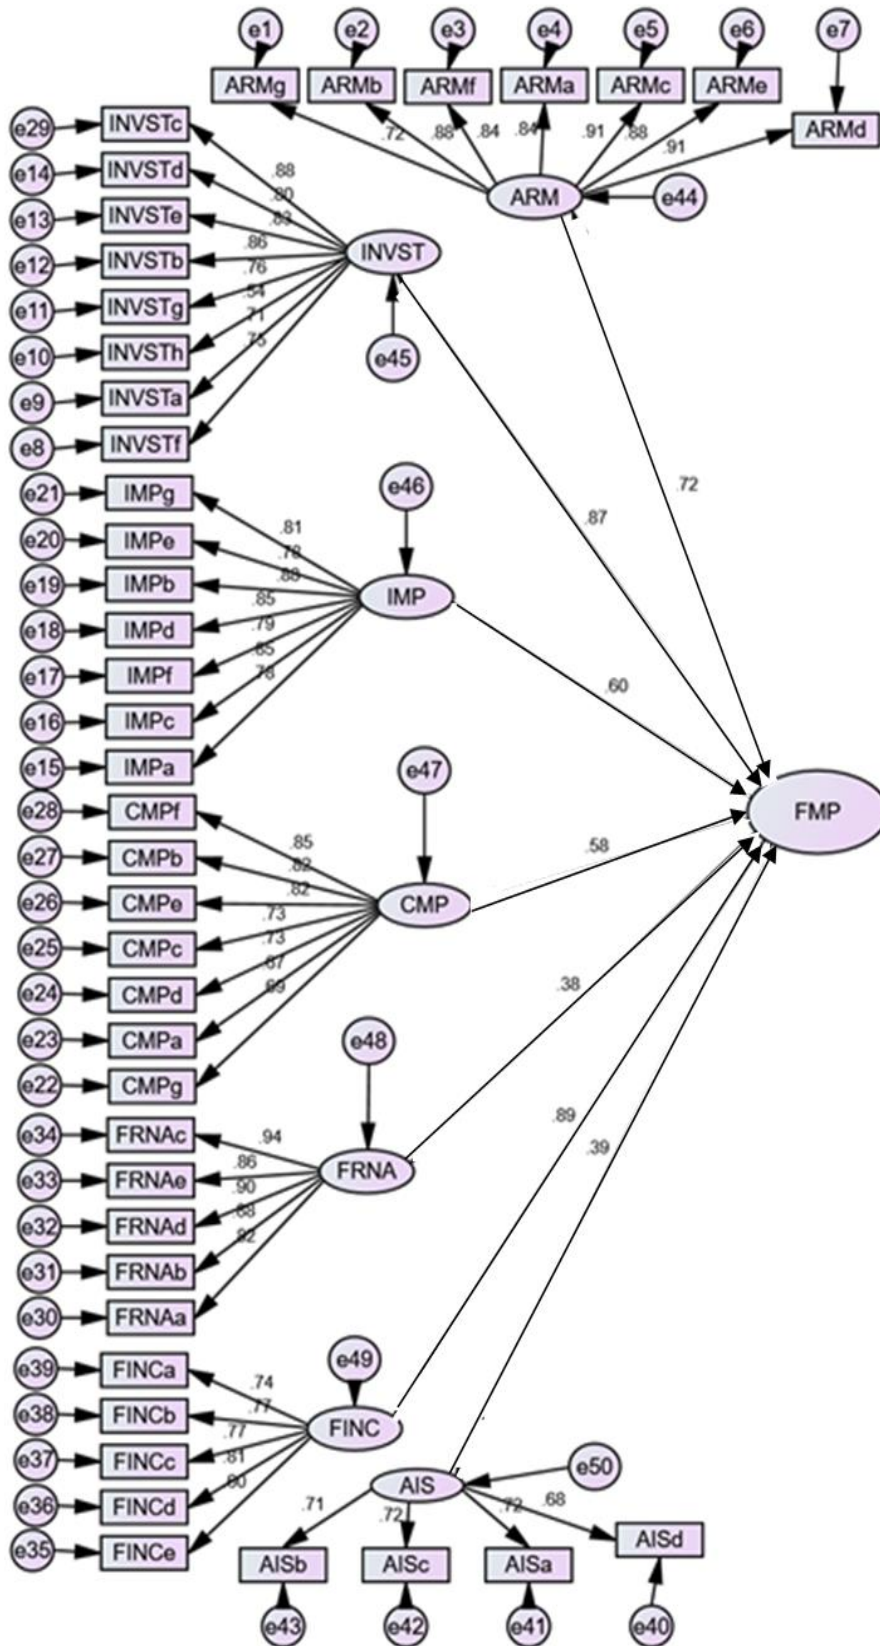 e1 e2 e3 e4 e5 e6 e7
ARMg ARMb ARMf ARMa ARMc ARMe
ARMd
.72 .88 .84 .84 .91 .88 .91
ARM e44
e29 INVSTc
e14 INVSTd
e13 INVSTe
e12 INVSTb
e11 INVSTg
e10 INVSTh
e9 INVSTa
e8 INVSTf
.88
.80
.83
.86
.76
.54
.71
.75
INVST
e45
.72
.87
e21 IMPg
e20 IMPe
e19 IMPb
e18 IMPd
e17 IMPf
e16 IMPc
e15 IMPa
.81
.78
.88
.85
.79
.85
.78
e46
IMP
.60
e28 CMPf
e27 CMPb
e26 CMPe
e25 CMPc
e24 CMPd
e23 CMPa
e22 CMPg
.85
.82
.82
.73
.73
e47
CMP
.58
FMP
e34 FRNAc
e33 FRNAe
e32 FRNAd
e31 FRNAb
e30 FRNAa
.94
.86
.90
e48
FRNA
.38
.89
.39
e39 FINCa
e38 FINCb
e37 FINCc
e36 FINCd
e35 FINCe
.74
.77
.77
.81
e49
FINC
AIS e50
.71 .72 .72 .68
AISb AISc AISa AISd
e43 e42 e41 e40